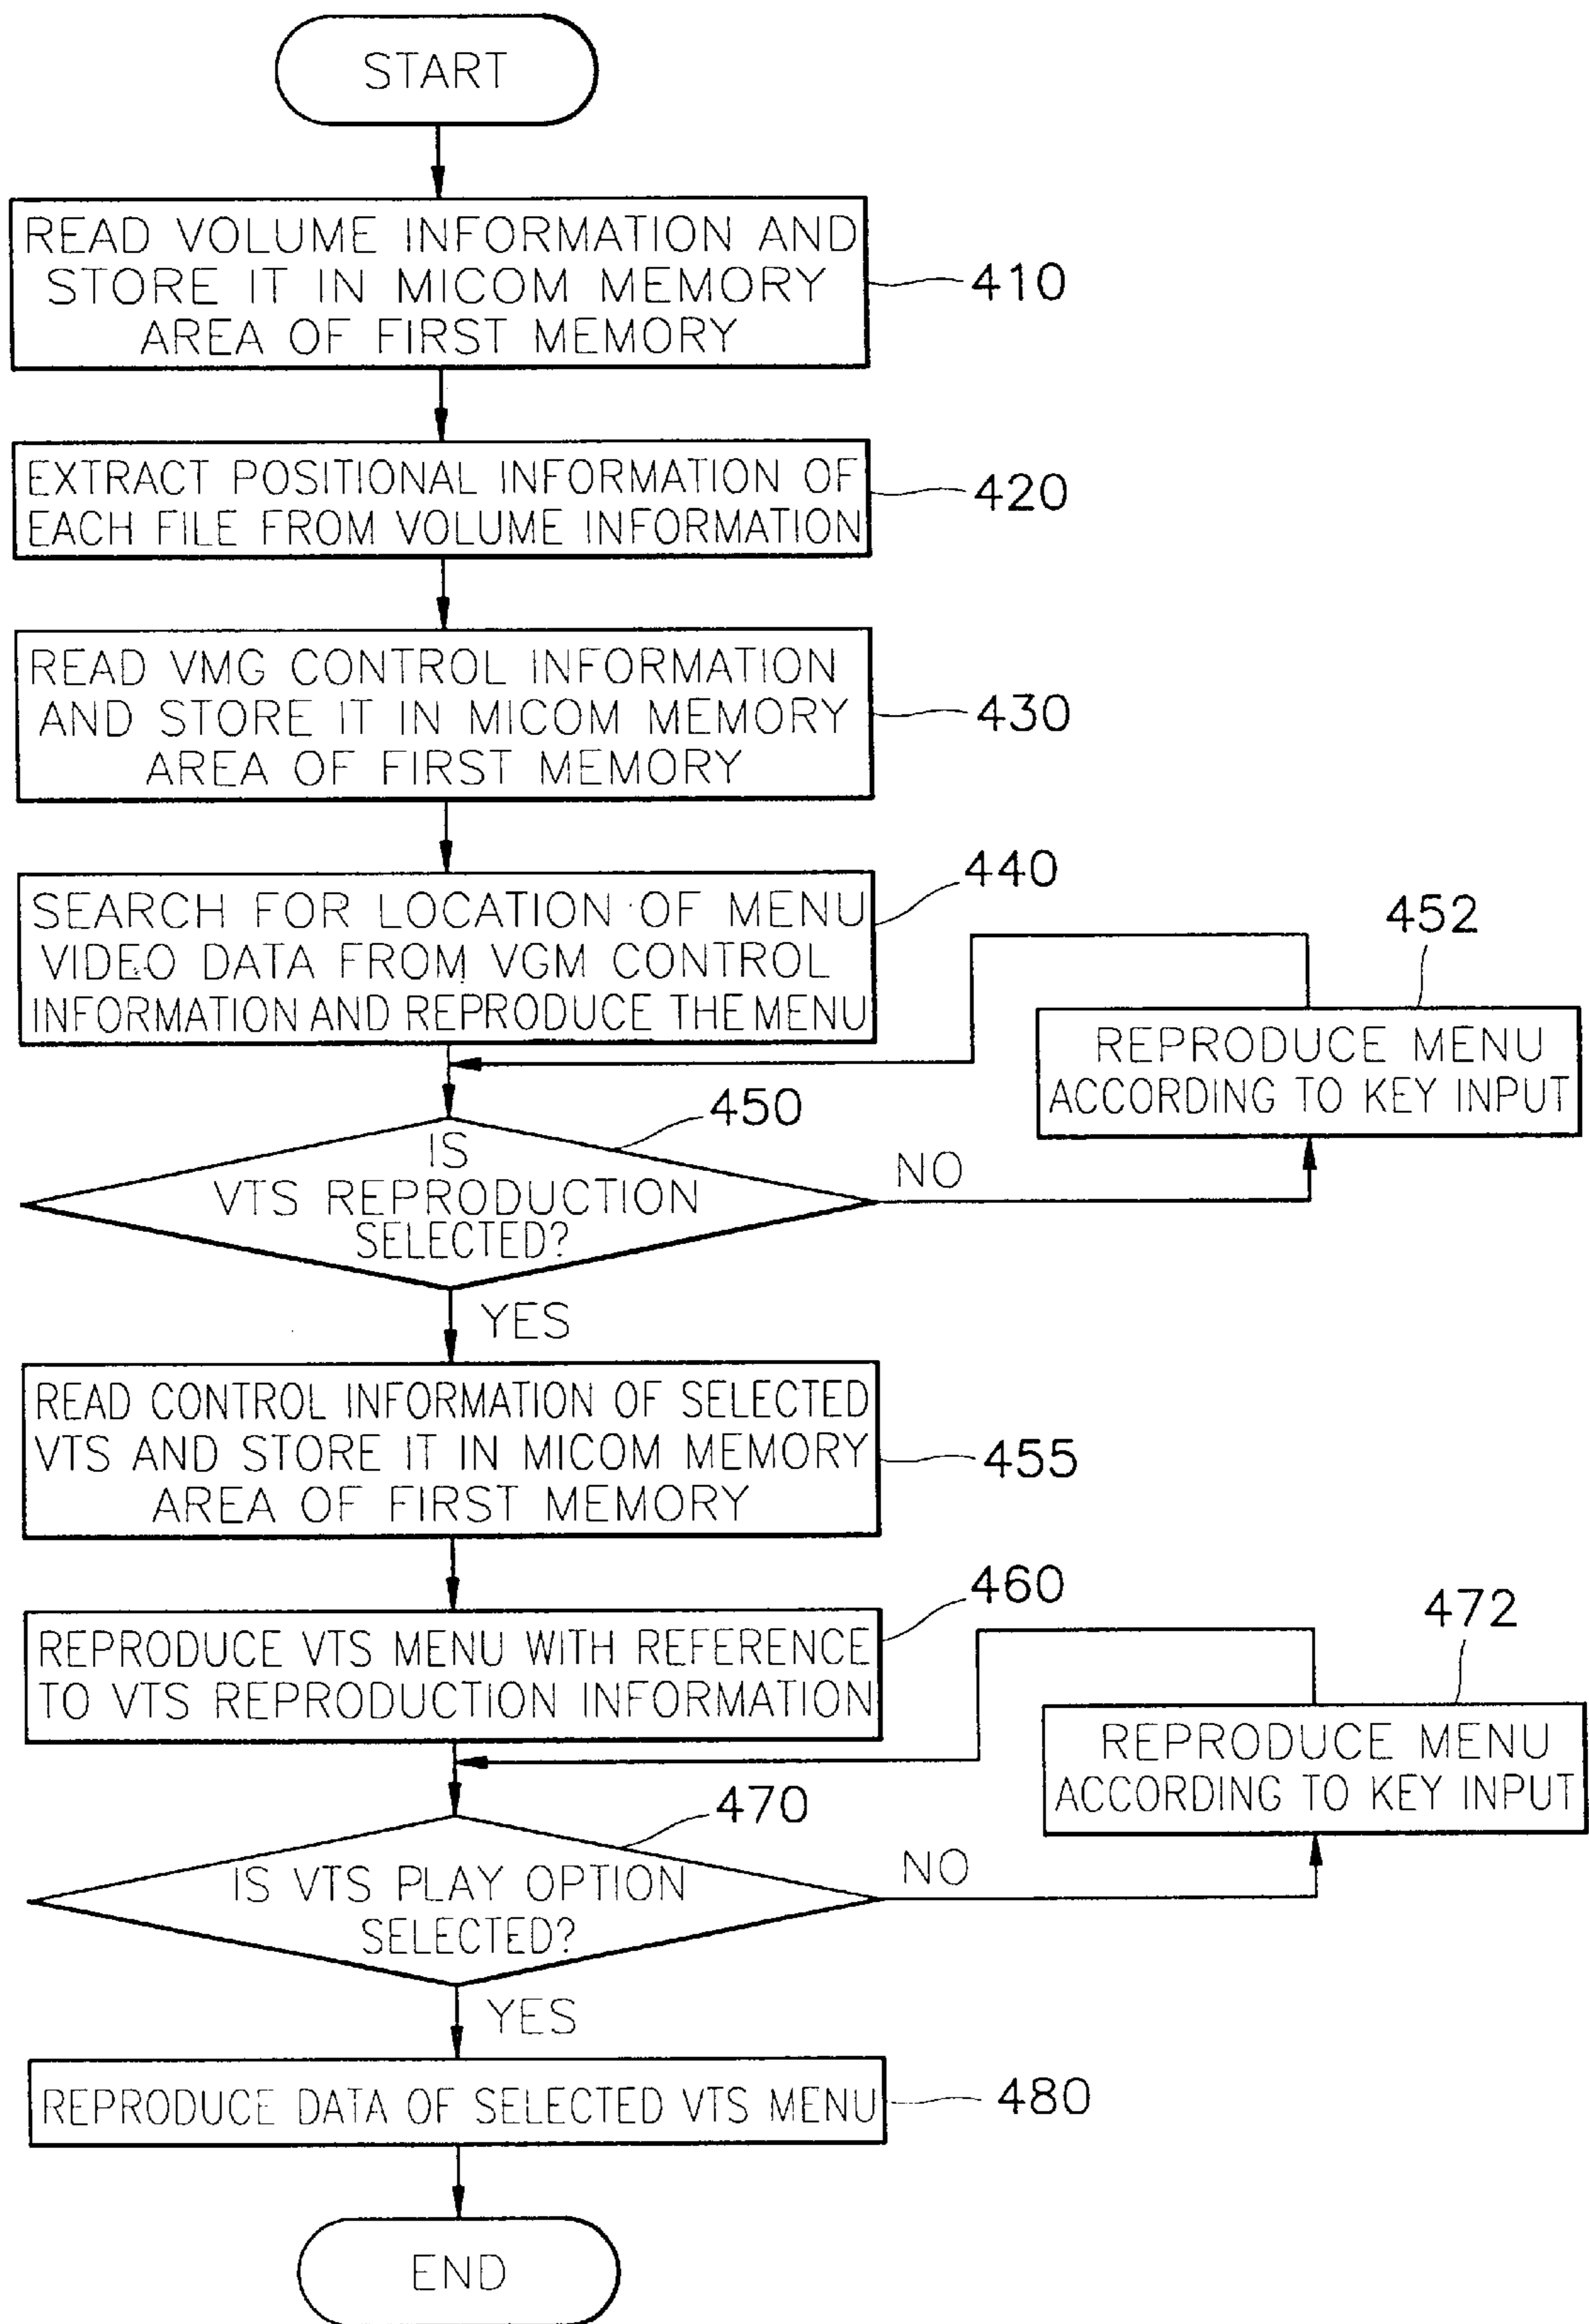 START
READ VOLUME INFORMATION AND
STORE IT IN MICOM MEMORY
AREA OF FIRST MEMORY
410
EXTRACT POSITIONAL INFORMATION OF
EACH FILE FROM VOLUME INFORMATION
420
READ VMG CONTROL INFORMATION
AND STORE IT IN MICOM MEMORY
AREA OF FIRST MEMORY
430
SEARCH FOR LOCATION OF MENU
VIDEO DATA FROM VGM CONTROL
INFORMATION AND REPRODUCE THE MENU
440
452
REPRODUCE MENU
ACCORDING TO KEY INPUT
450
IS
VTS REPRODUCTION
SELECTED?
NO
YES
READ CONTROL INFORMATION OF SELECTED
VTS AND STORE IT IN MICOM MEMORY
AREA OF FIRST MEMORY
455
REPRODUCE VTS MENU WITH REFERENCE
TO VTS REPRODUCTION INFORMATION
460
472
REPRODUCE MENU
ACCORDING TO KEY INPUT
470
IS VTS PLAY OPTION
SELECTED?
NO
YES
REPRODUCE DATA OF SELECTED VTS MENU
480
END